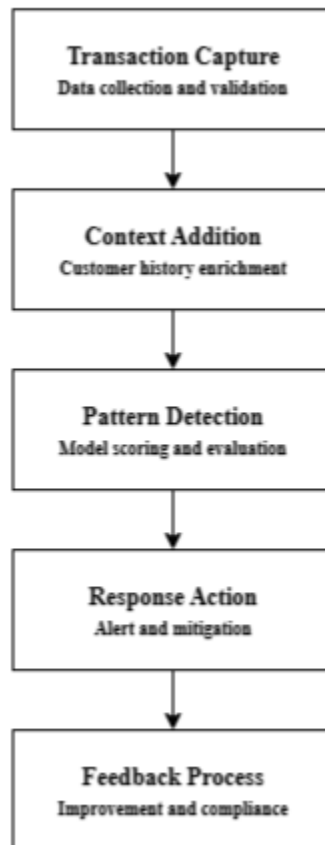 Transaction Capture
Data collection and validation
Context Addition
Customer history enrichment
Pattern Detection
Model scoring and evaluation
Response Action
Alert and mitigation
Feedback Process
Improvement and compliance